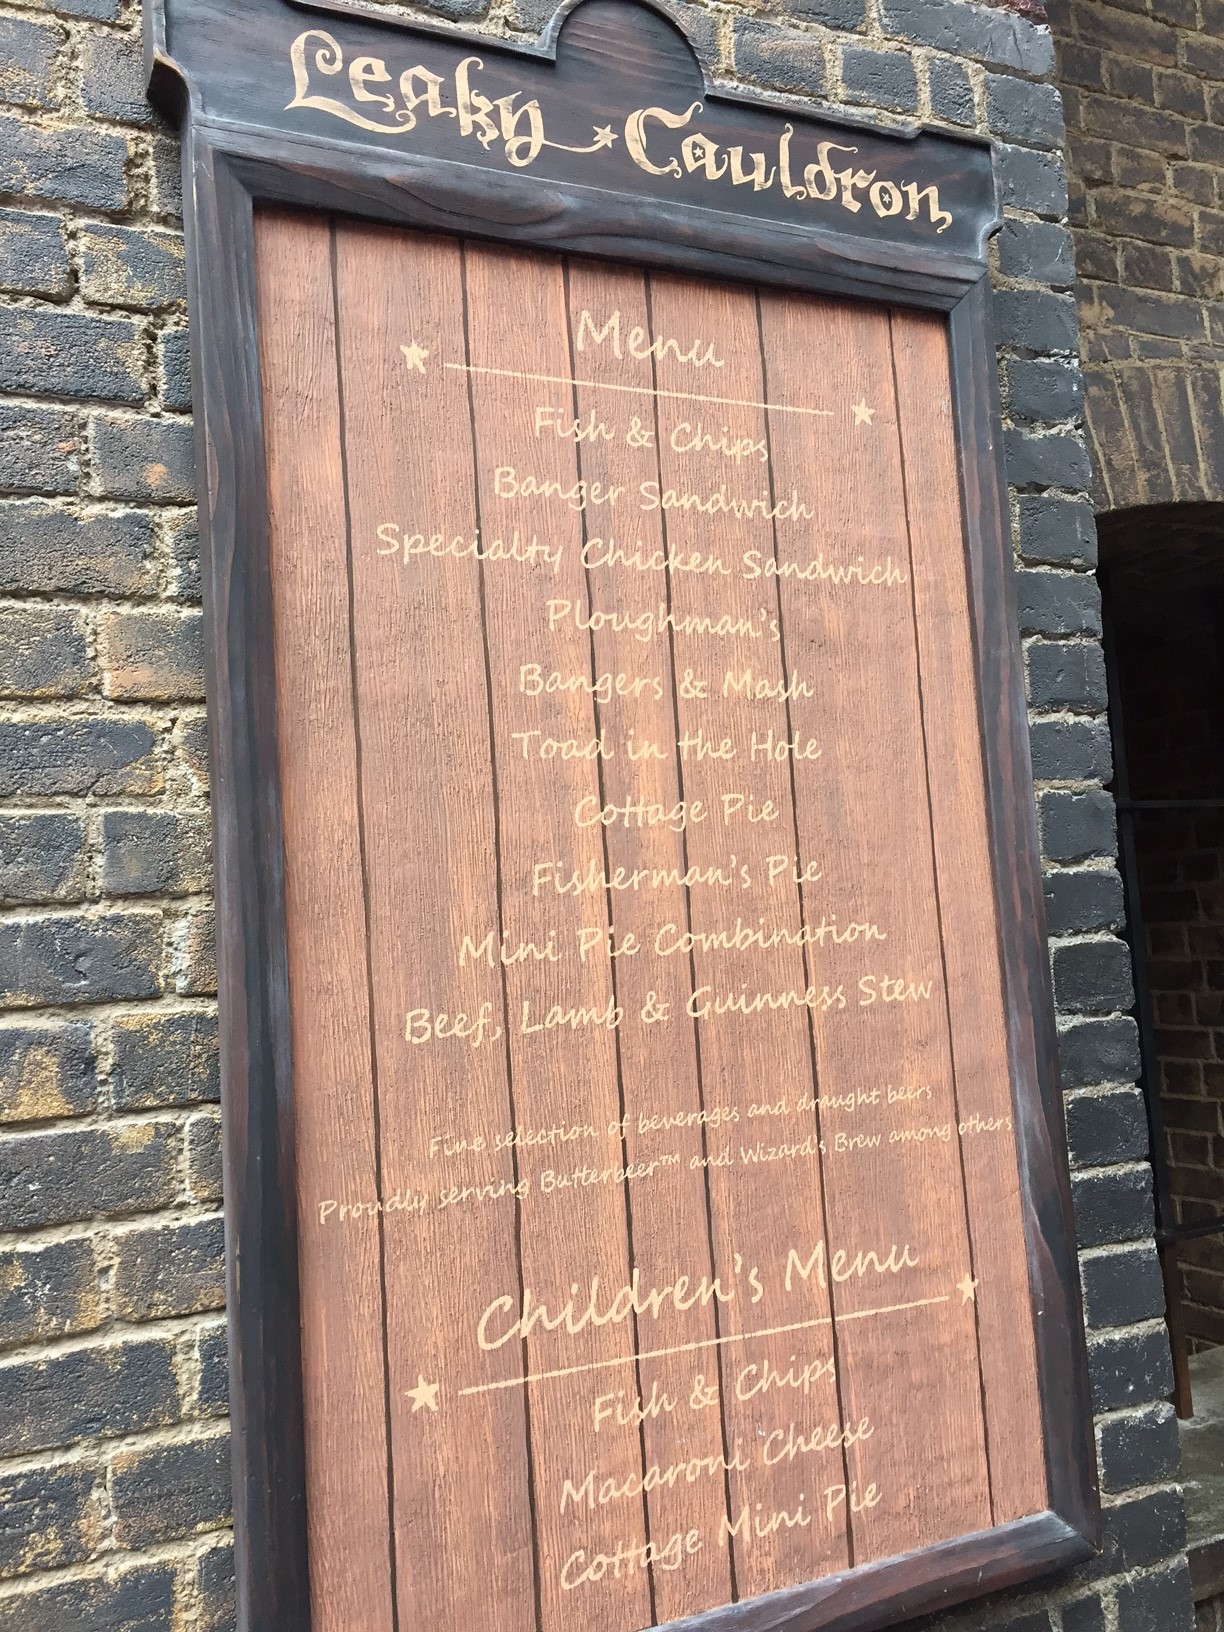 Leaky Cauldron
Menu
Fish & Chips
Banger Sandwich
Specialty Chicken Sandwich
Ploughman's
Bangers & Mash
Toad in the Hole
Cottage Pie
Fisherman's Pie
Mini Pie Combination
Beef, Lamb & Guinness Stew
Fine selection of beverages and draught beers
Proudly serving Butterbeer™ and Wizard's Brew among others
Children's Menu
Fish & Chips
Macaroni Cheese
Cottage Mini Pie